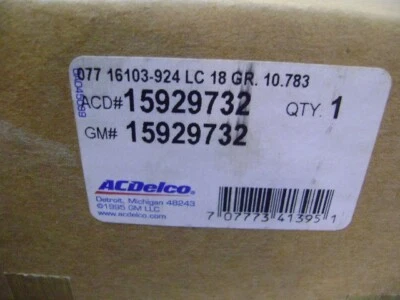 077 16103-924 LC 18 GR. 10.783
ACD# 15929732 QTY. 1
GM# 15929732
ACDelco
Detroit, Michigan 48243
©1995 GM LLC
www.acdelco.com
7 07773 41395 1